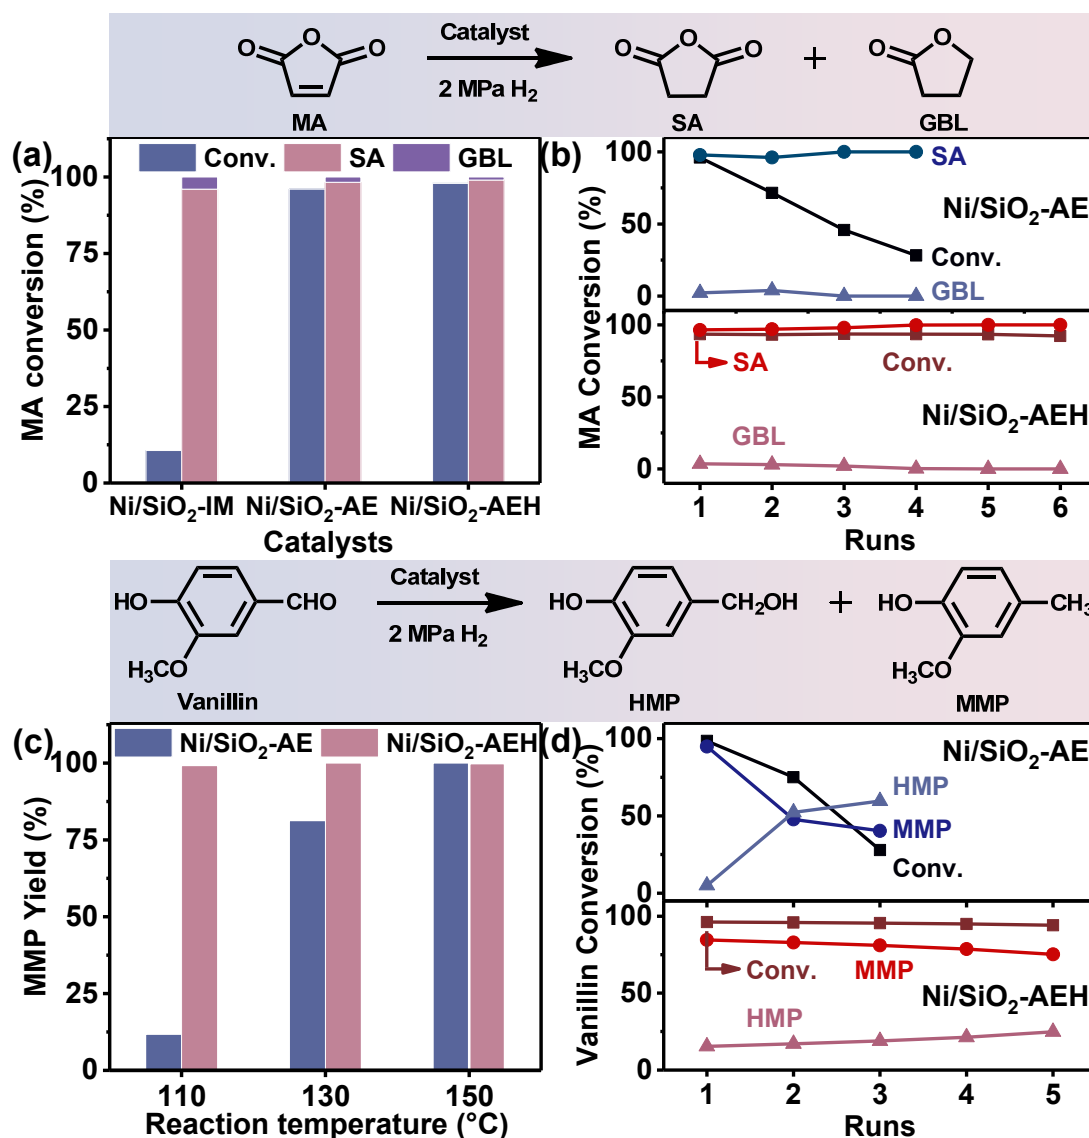 O O O Catalyst 2 MPa H₂ O O O + O O
MA SA GBL
(a)
Conv. SA GBL
MA conversion (%)
100
75
50
25
0
Ni/SiO₂-IM Ni/SiO₂-AE Ni/SiO₂-AEH
Catalysts
(b)
MA Conversion (%)
100
50
0
SA
Ni/SiO₂-AE
Conv.
GBL
100
50
0
SA
Conv.
Ni/SiO₂-AEH
GBL
1 2 3 4 5 6
Runs
HO CHO H₃CO Catalyst 2 MPa H₂ HO CH₂OH H₃CO + HO CH₃ H₃CO
Vanillin HMP MMP
(c)
Ni/SiO₂-AE Ni/SiO₂-AEH
MMP Yield (%)
100
75
50
25
0
110 130 150
Reaction temperature (°C)
(d)
Vanillin Conversion (%)
100
50
0
Ni/SiO₂-AE
HMP
MMP
Conv.
100
50
0
Conv.
MMP
Ni/SiO₂-AEH
HMP
1 2 3 4 5
Runs